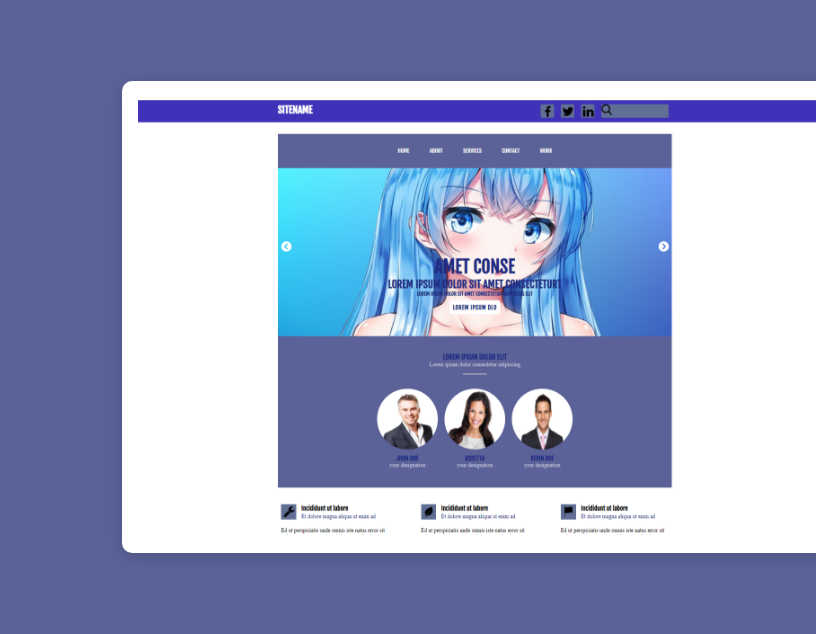 SITENAME
HOME ABOUT SERVICES CONTACT WORK
AMET CONSE
LOREM IPSUM DOLOR SIT AMET CONSECTETURT
LOREM IPSUM DOLOR SIT AMET CONSECTETUR ADIPISCING ELIT
LOREM IPSUM DLO
LOREM IPSUM DOLOR ELIT
Lorem ipsum dolor consectetur adipiscing
JHON DOE ROSETTA KEVIN DOE
your designation your designation your designation
Incididunt ut labore Incididunt ut labore Incididunt ut labore
Et dolore magna aliqua ut enim ad Et dolore magna aliqua ut enim ad Et dolore magna aliqua ut enim ad
Ed ut perspiciatis unde omnis iste natus error sit Ed ut perspiciatis unde omnis iste natus error sit Ed ut perspiciatis unde omnis iste natus error sit